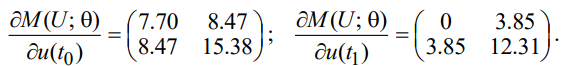 ∂M(U; θ)/∂u(t₀) = (7.70 8.47; 8.47 15.38); ∂M(U; θ)/∂u(t₁) = (0 3.85; 3.85 12.31).